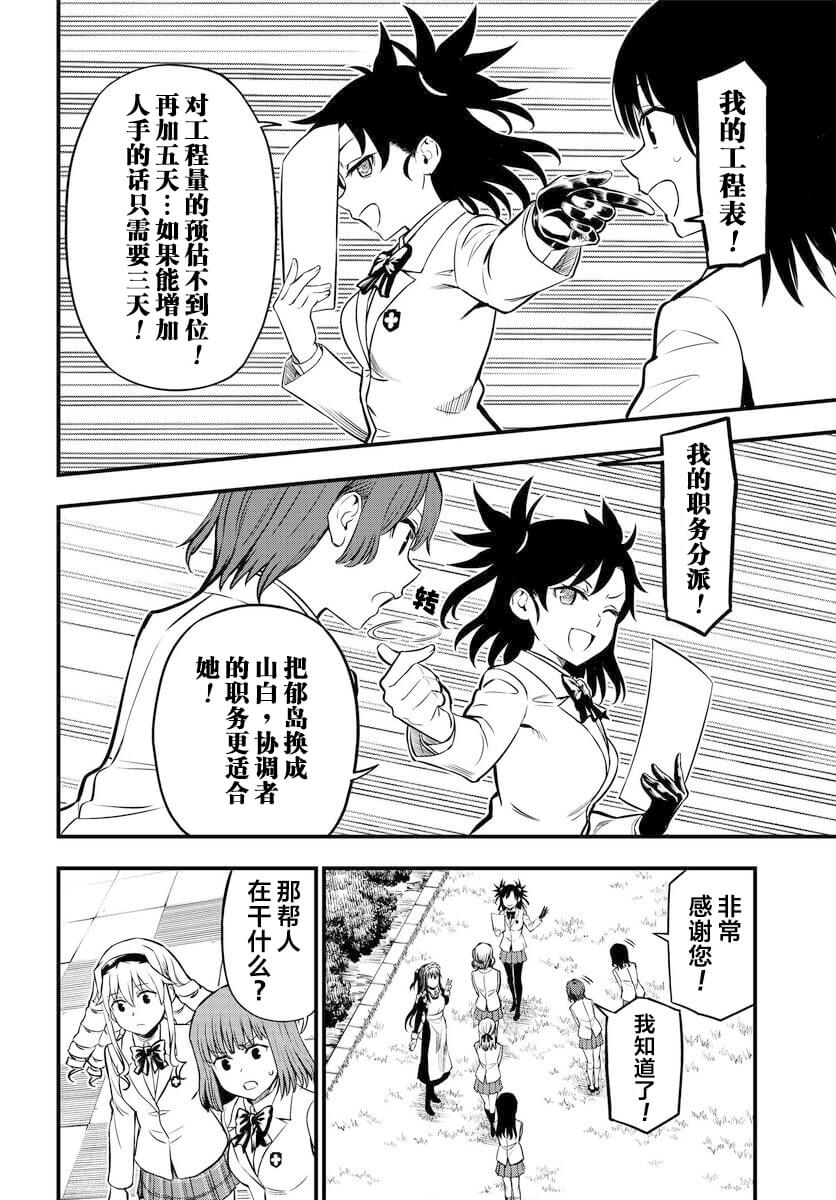 我的工程表！
对工程量的预估不到位！
再加五天…如果能增加
人手的话只需要三天！
我的职务分派！
转
把郁岛换成
山白，协调者
的职务更适合
她！
非常
感谢您！
我知道了！
那帮人
在干什么？